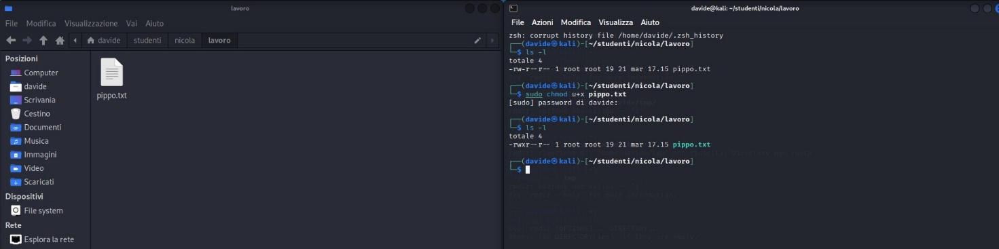 lavoro
File Modifica Visualizzazione Vai Aiuto
davide studenti nicola lavoro
Posizioni
Computer
davide
Scrivania
Cestino
Documenti
Musica
Immagini
Video
Scaricati
Dispositivi
File system
Rete
Esplora la rete
pippo.txt
davide@kali: ~/studenti/nicola/lavoro
File Azioni Modifica Visualizza Aiuto
zsh: corrupt history file /home/davide/.zsh_history
┌──(davide㉿kali)-[~/studenti/nicola/lavoro]
└─$ ls -l
totale 4
-rw-r--r-- 1 root root 19 21 mar 17.15 pippo.txt
┌──(davide㉿kali)-[~/studenti/nicola/lavoro]
└─$ sudo chmod u+x pippo.txt
[sudo] password di davide:
┌──(davide㉿kali)-[~/studenti/nicola/lavoro]
└─$ ls -l
totale 4
-rwxr--r-- 1 root root 19 21 mar 17.15 pippo.txt
┌──(davide㉿kali)-[~/studenti/nicola/lavoro]
└─$